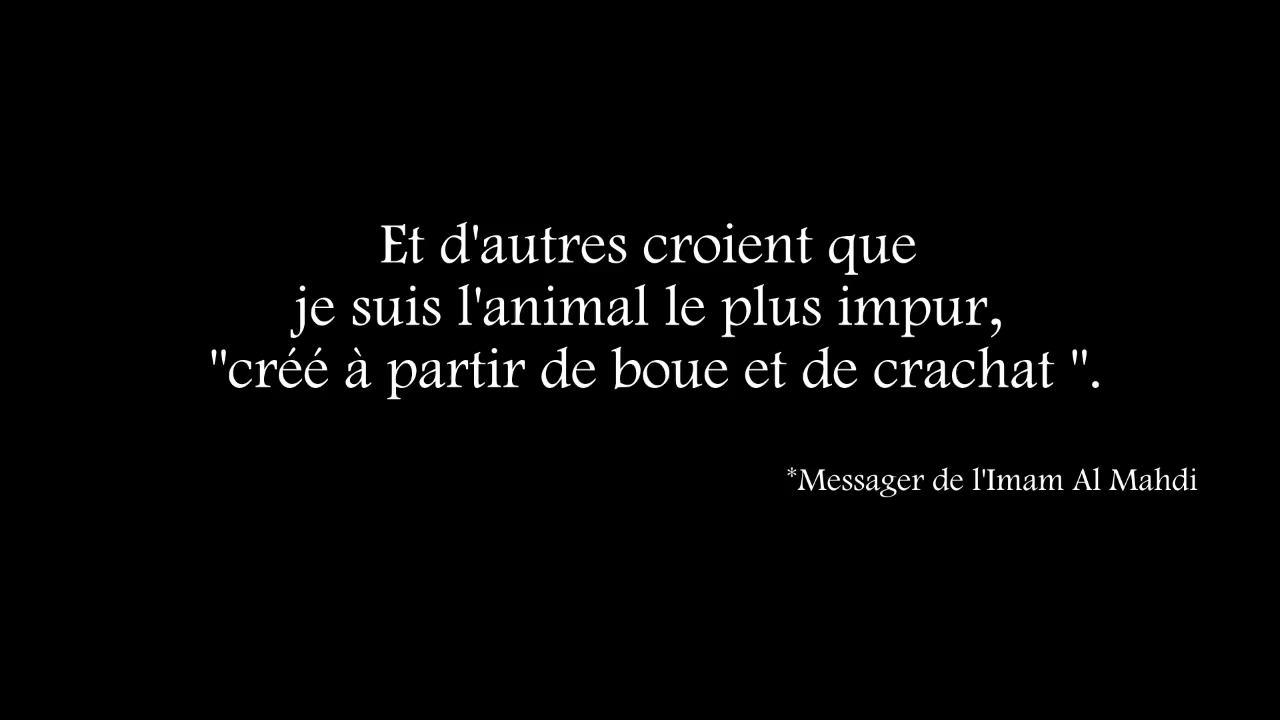 Et d'autres croient que
je suis l'animal le plus impur,
"créé à partir de boue et de crachat ".
*Messager de l'Imam Al Mahdi